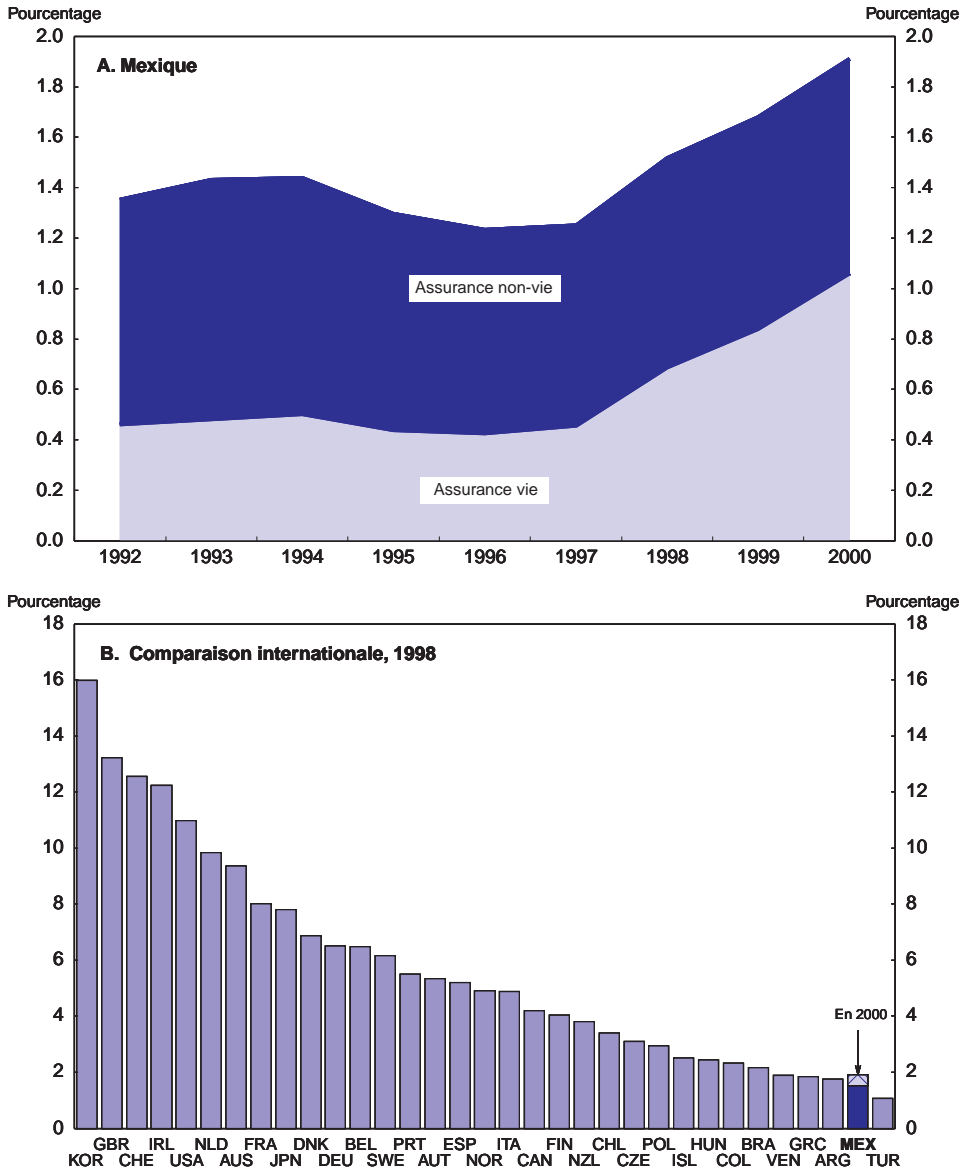 Pourcentage Pourcentage
2.0 2.0
A. Mexique
1.8 1.8
1.6 1.6
1.4 1.4
1.2 1.2
Assurance non-vie
1.0 1.0
0.8 0.8
0.6 0.6
0.4 0.4
Assurance vie
0.2 0.2
0.0 0.0
1992 1993 1994 1995 1996 1997 1998 1999 2000
Pourcentage Pourcentage
18 18
B. Comparaison internationale, 1998
16 16
14 14
12 12
10 10
8 8
6 6
4 4
En 2000
2 2
0 0
GBR IRL NLD FRA DNK BEL PRT ESP ITA FIN CHL POL HUN BRA GRC MEX
KOR CHE USA AUS JPN DEU SWE AUT NOR CAN NZL CZE ISL COL VEN ARG TUR